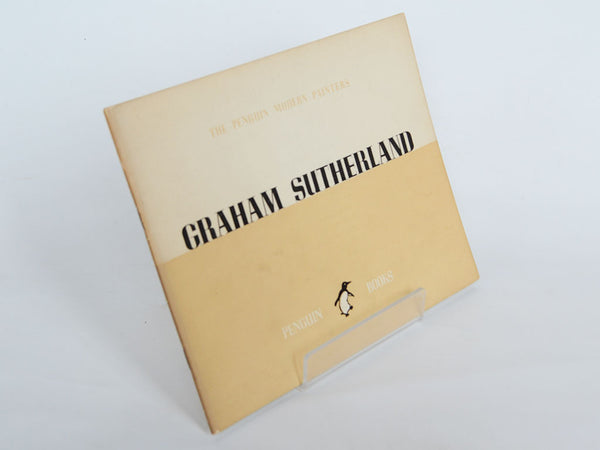 THE PENGUIN MODERN PAINTERS
GRAHAM SUTHERLAND
PENGUIN BOOKS